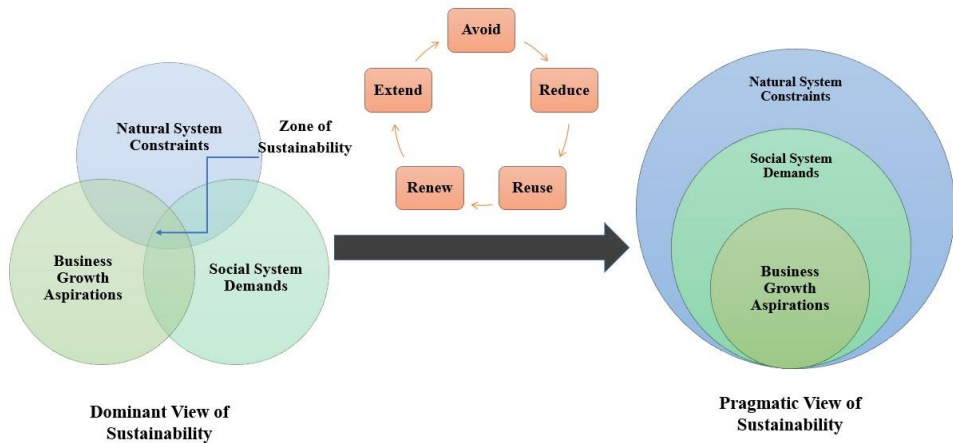 Natural System
Constraints
Zone of
Sustainability
Business
Growth
Aspirations
Social System
Demands
Dominant View of
Sustainability
Avoid
Reduce
Reuse
Renew
Extend
Natural System
Constraints
Social System
Demands
Business
Growth
Aspirations
Pragmatic View of
Sustainability